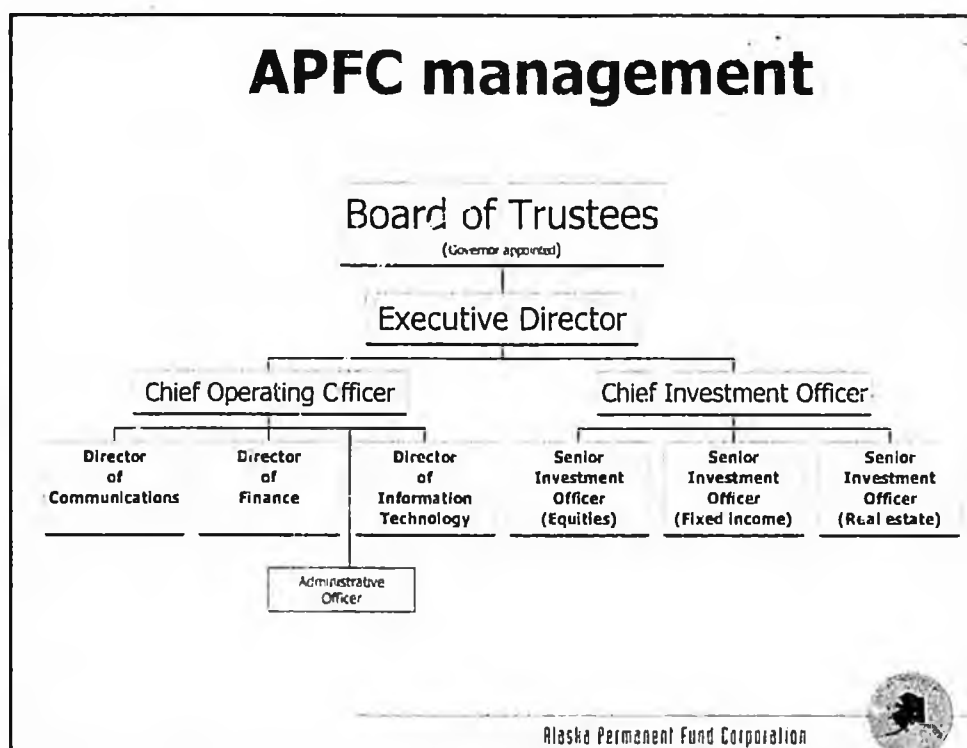 APFC management
Board of Trustees
(Governor appointed)
Executive Director
Chief Operating Officer
Chief Investment Officer
Director
of
Communications
Director
of
Finance
Director
of
Information
Technology
Senior
Investment
Officer
(Equities)
Senior
Investment
Officer
(Fixed income)
Senior
Investment
Officer
(Real estate)
Administrative
Officer
Alaska Permanent Fund Corporation